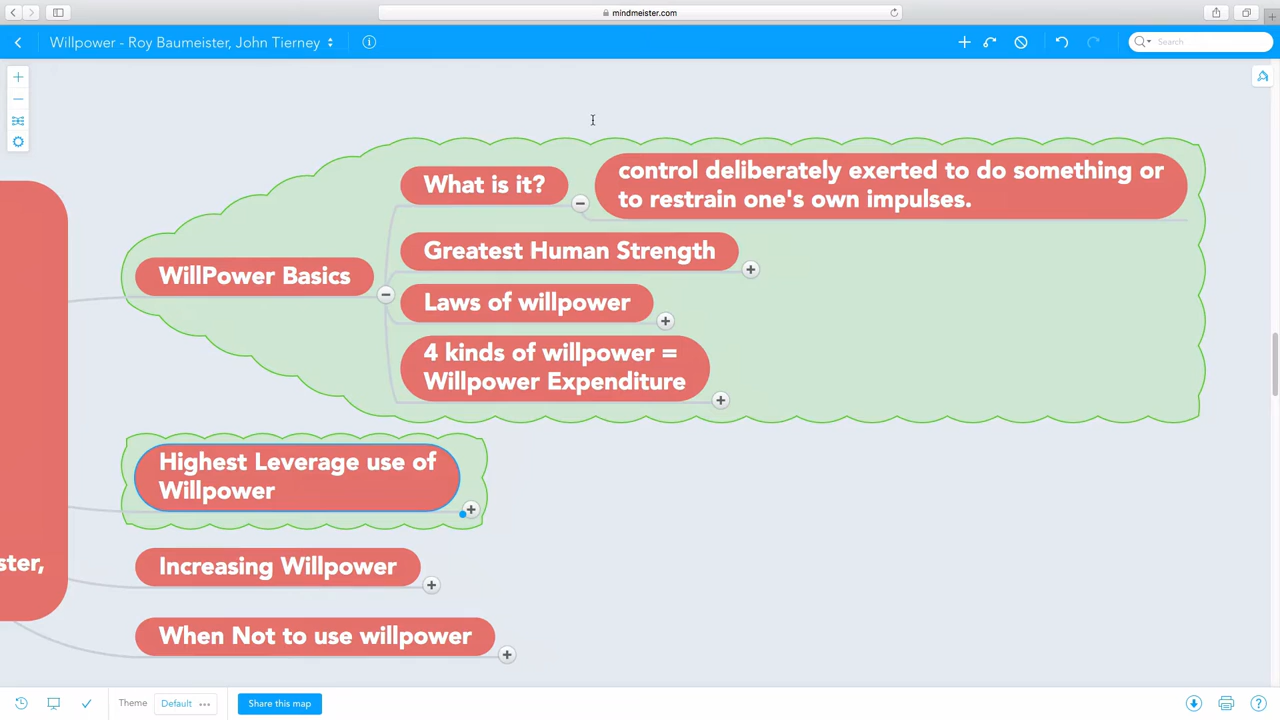 mindmeister.com
Willpower - Roy Baumeister, John Tierney
Search
What is it?
control deliberately exerted to do something or
to restrain one's own impulses.
Greatest Human Strength
WillPower Basics
Laws of willpower
4 kinds of willpower =
Willpower Expenditure
Highest Leverage use of
Willpower
ster,
Increasing Willpower
When Not to use willpower
Theme
Default
Share this map